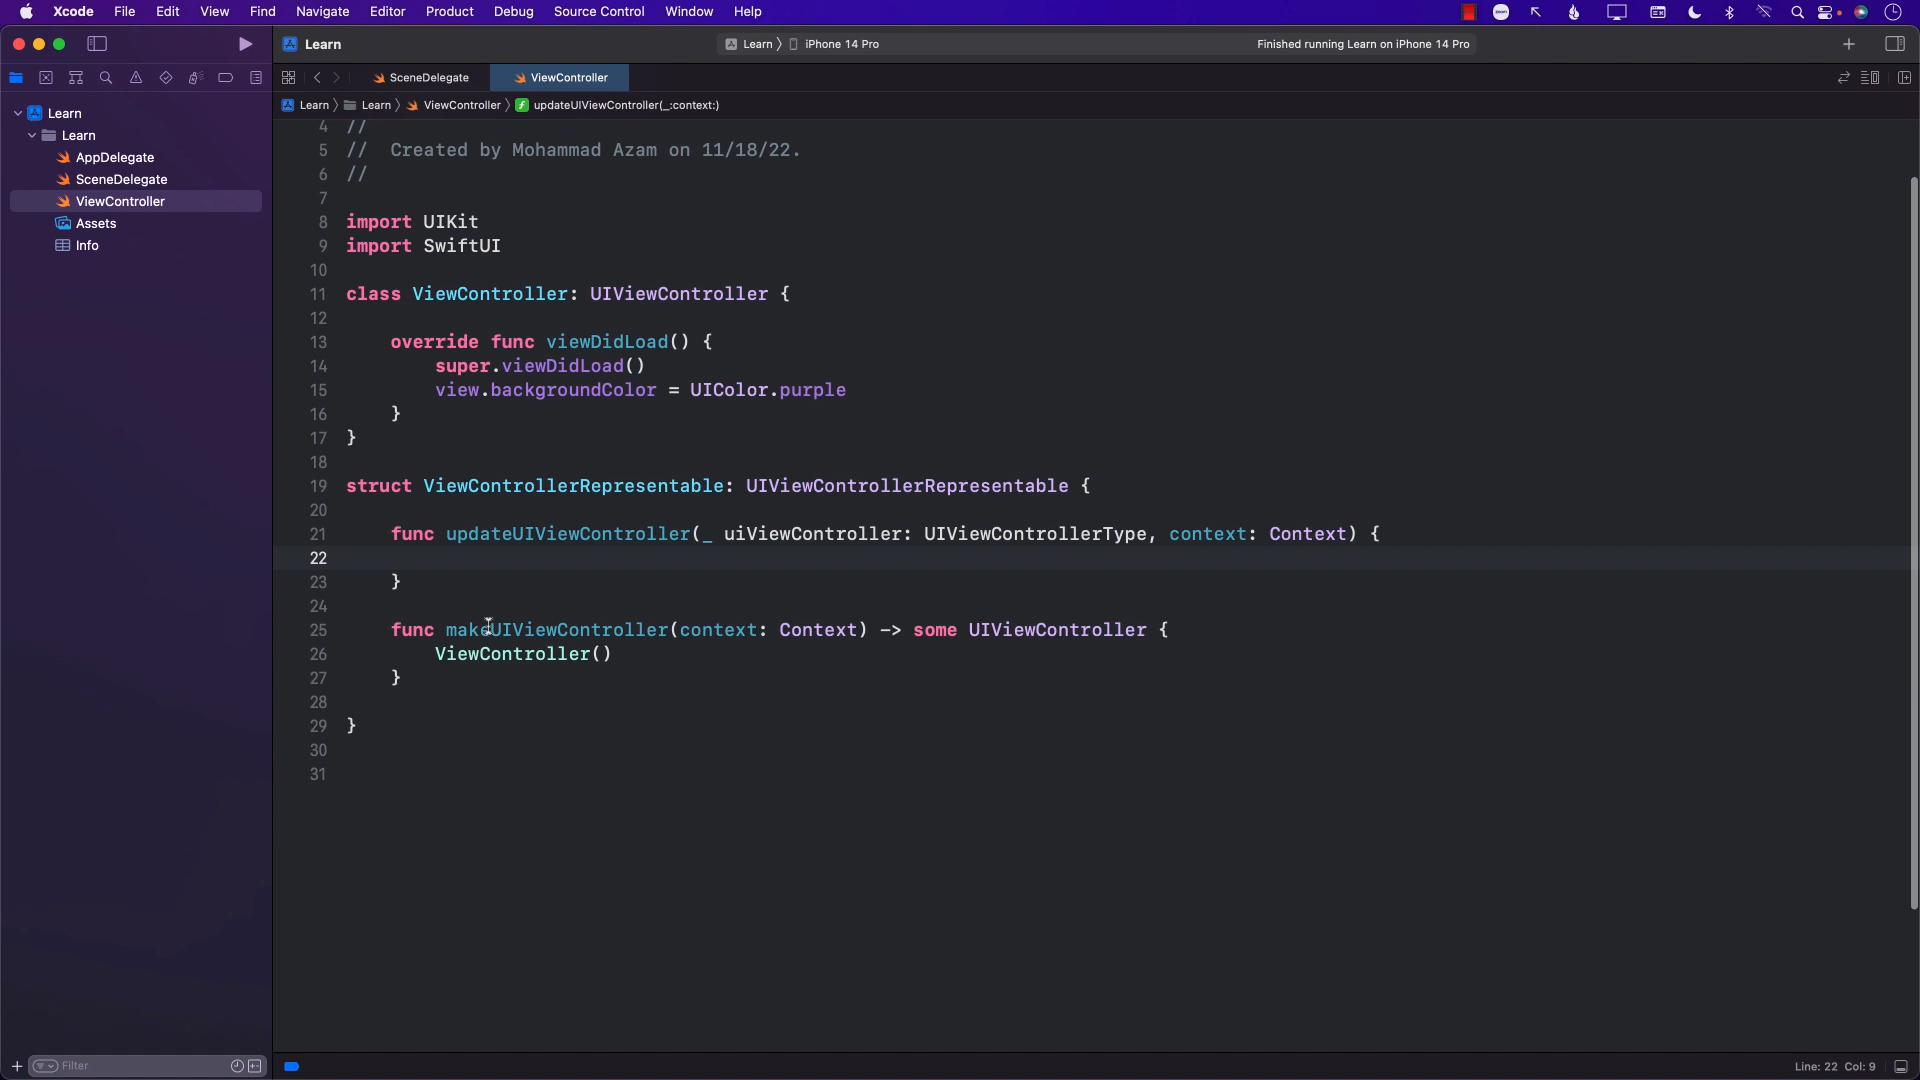 Xcode File Edit View Find Navigate Editor Product Debug Source Control Window Help
zoom
Learn
Learn
iPhone 14 Pro
Finished running Learn on iPhone 14 Pro
SceneDelegate
ViewController
Learn
Learn
ViewController
updateUIViewController(_:context:)
Learn
Learn
AppDelegate
SceneDelegate
ViewController
Assets
Info
4 //
5 //  Created by Mohammad Azam on 11/18/22.
6 //
7
8 import UIKit
9 import SwiftUI
10
11 class ViewController: UIViewController {
12
13     override func viewDidLoad() {
14         super.viewDidLoad()
15         view.backgroundColor = UIColor.purple
16     }
17 }
18
19 struct ViewControllerRepresentable: UIViewControllerRepresentable {
20
21     func updateUIViewController(_ uiViewController: UIViewControllerType, context: Context) {
22
23     }
24
25     func makeUIViewController(context: Context) -> some UIViewController {
26         ViewController()
27     }
28
29 }
30
31
Filter
Line: 22 Col: 9